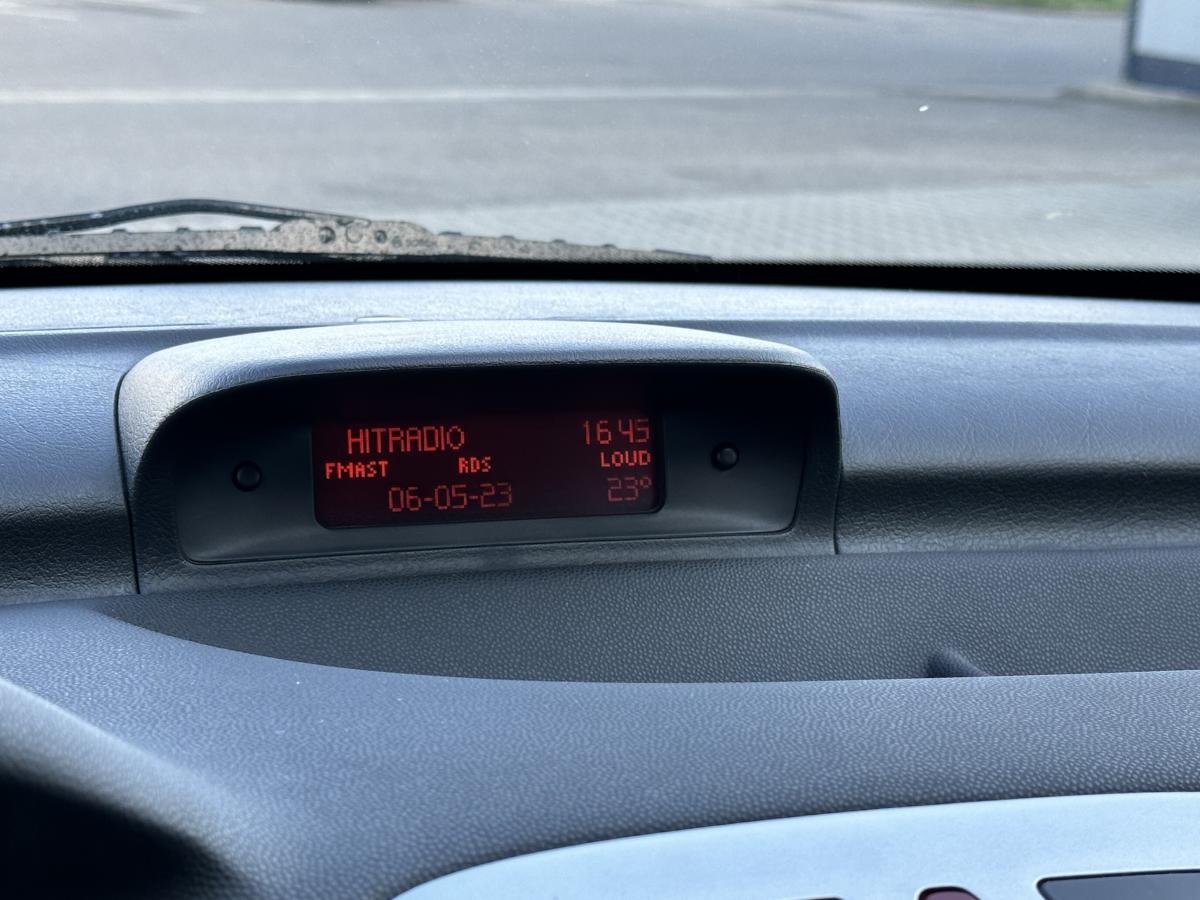 HITRADIO 16 45
FMAST RDS LOUD
06-05-23 23°